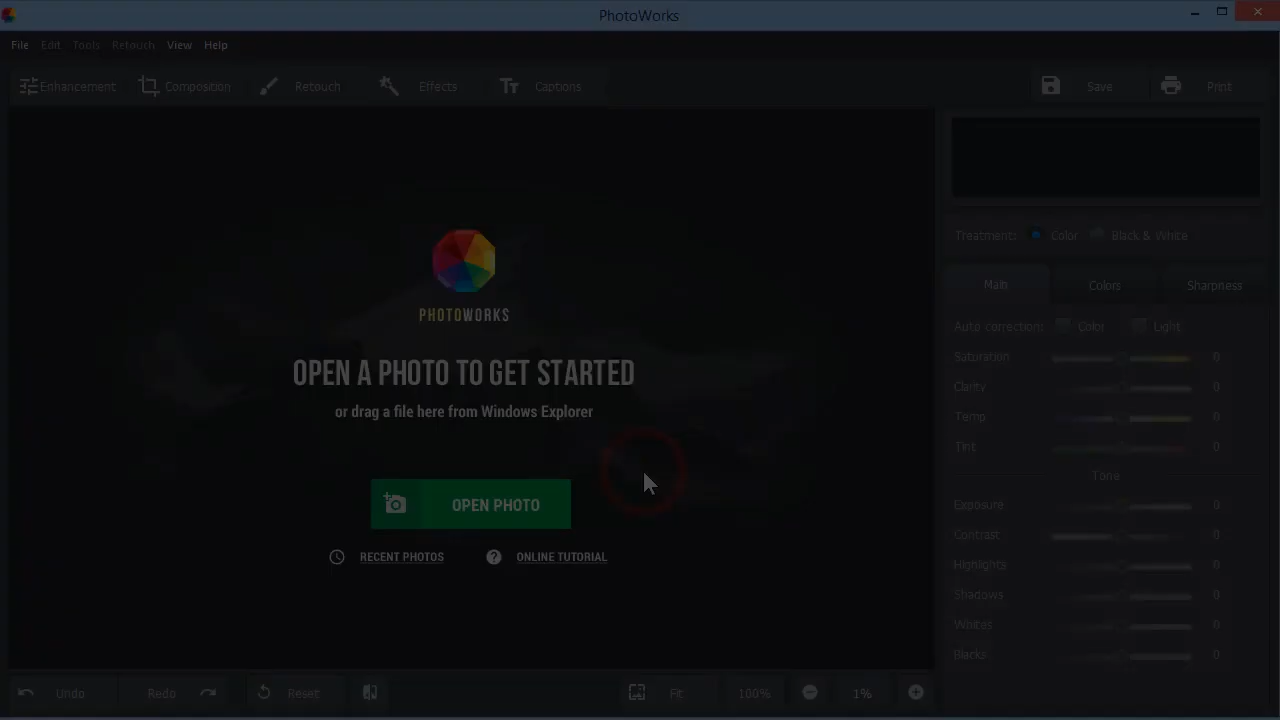 PhotoWorks
File Edit Tools Retouch View Help
Enhancement Composition Retouch Effects Captions Save Print
Treatment: Color Black & White
PHOTOWORKS
OPEN A PHOTO TO GET STARTED
or drag a file here from Windows Explorer
OPEN PHOTO
RECENT PHOTOS ONLINE TUTORIAL
Main Colors Sharpness
Auto correction: Color Light
Saturation 0
Clarity 0
Temp 0
Tint 0
Tone
Exposure 0
Contrast 0
Highlights 0
Shadows 0
Whites 0
Blacks 0
Undo Redo Reset Fit 100% 1%